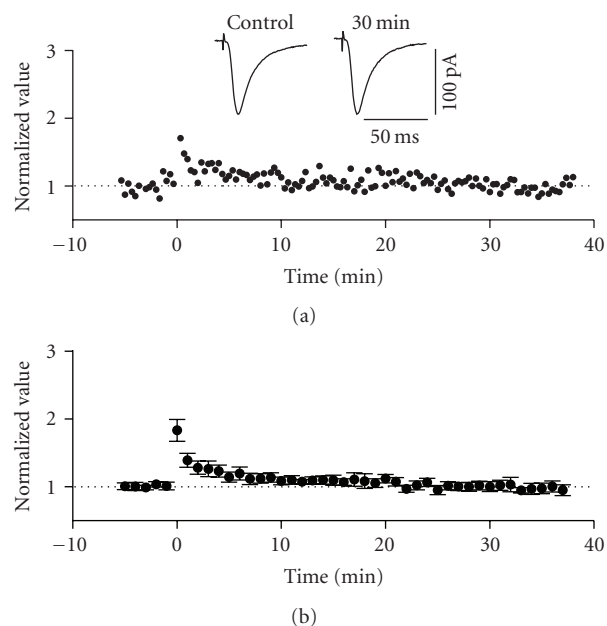 Control 30 min
100 pA
50 ms
3
2
1
Normalized value
−10 0 10 20 30 40
Time (min)
(a)
3
2
1
Normalized value
−10 0 10 20 30 40
Time (min)
(b)